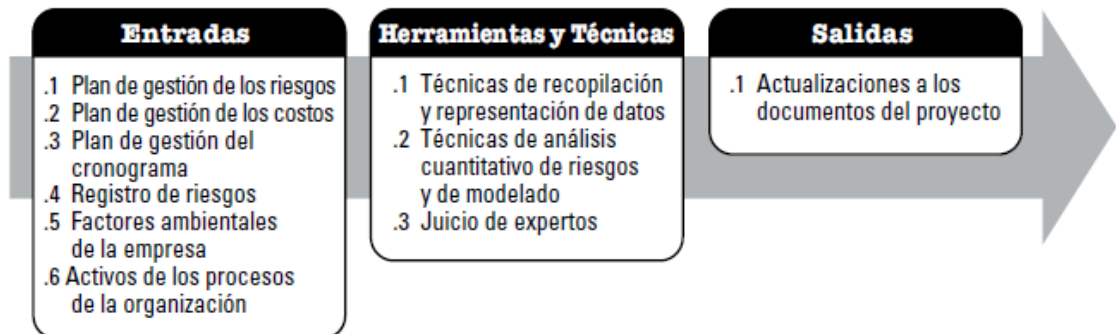 Entradas
.1 Plan de gestión de los riesgos
.2 Plan de gestión de los costos
.3 Plan de gestión del
cronograma
.4 Registro de riesgos
.5 Factores ambientales
de la empresa
.6 Activos de los procesos
de la organización
Herramientas y Técnicas
.1 Técnicas de recopilación
y representación de datos
.2 Técnicas de análisis
cuantitativo de riesgos
y de modelado
.3 Juicio de expertos
Salidas
.1 Actualizaciones a los
documentos del proyecto